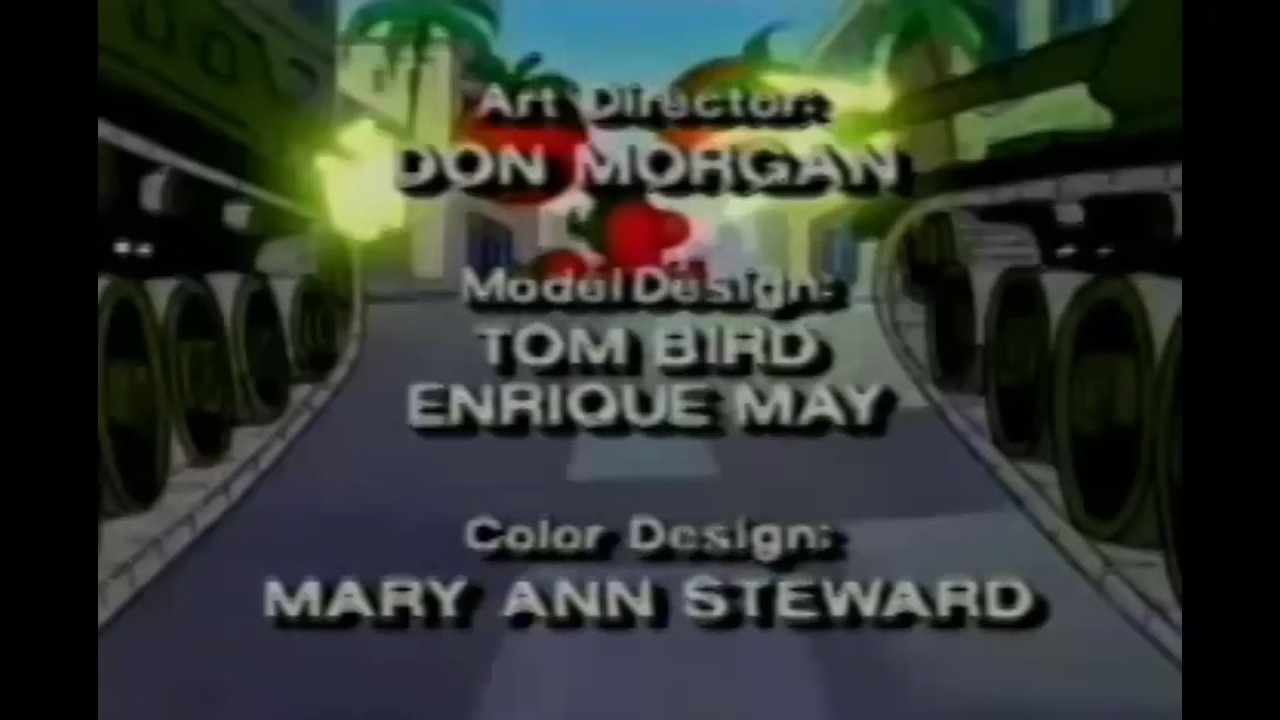 Art Director:
DON MORGAN
Model Design:
TOM BIRD
ENRIQUE MAY
Color Design:
MARY ANN STEWARD